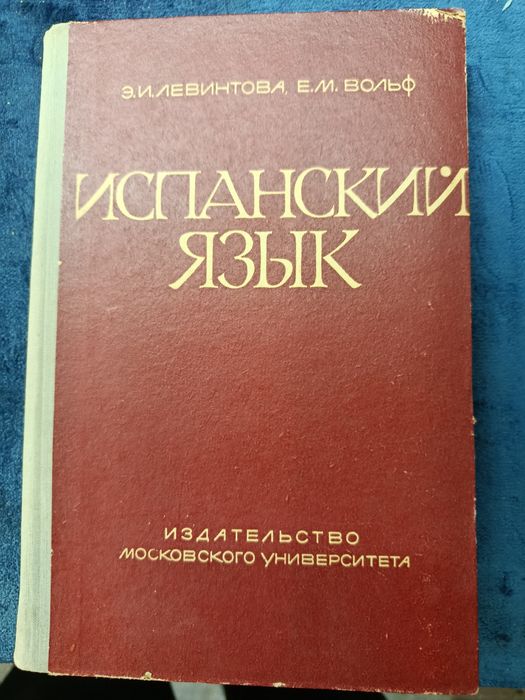 Э.И.ЛЕВИНТОВА, Е.М. ВОЛЬФ
ИСПАНСКИЙ
ЯЗЫК
ИЗДАТЕЛЬСТВО
МОСКОВСКОГО УНИВЕРСИТЕТА